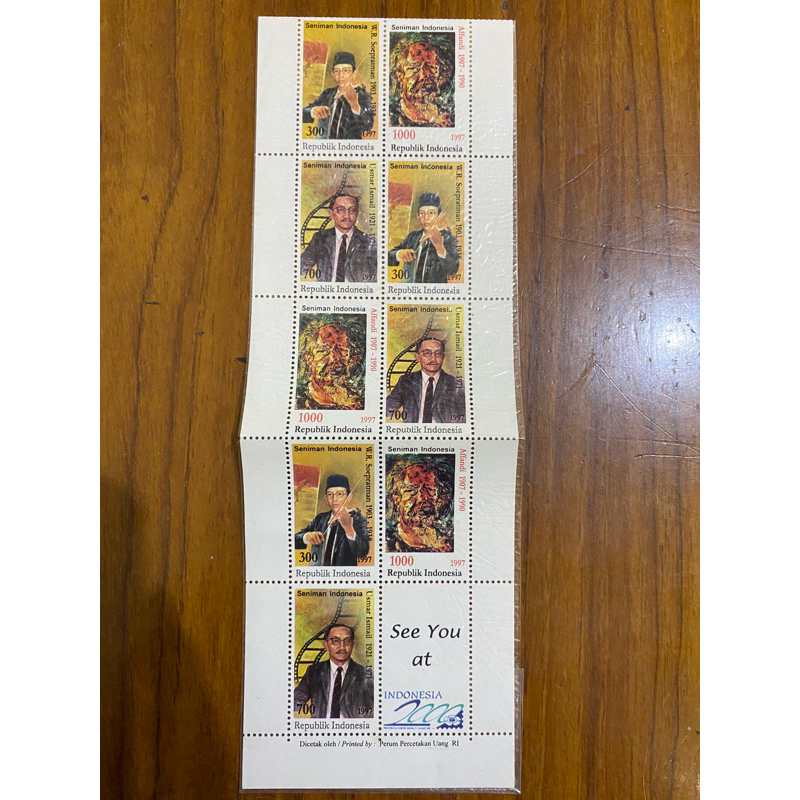 Seniman Indonesia
W.R. Soepratman 1903 - 1938
300 1997
Republik Indonesia
Seniman Indonesia
Affandi 1907 - 1990
1000 1997
Republik Indonesia
Seniman Indonesia
Usmar Ismail 1921 - 1971
700 1997
Republik Indonesia
Seniman Indonesia
W.R. Soepratman 1903 - 1938
300 1997
Republik Indonesia
Seniman Indonesia
Affandi 1907 - 1990
1000 1997
Republik Indonesia
Seniman Indonesia
Usmar Ismail 1921 - 1971
700 1997
Republik Indonesia
Seniman Indonesia
W.R. Soepratman 1903 - 1938
300 1997
Republik Indonesia
Seniman Indonesia
Affandi 1907 - 1990
1000 1997
Republik Indonesia
Seniman Indonesia
Usmar Ismail 1921 - 1971
700 1997
Republik Indonesia
See You
at
INDONESIA
2000
Dicetak oleh / Printed by : Perum Percetakan Uang RI